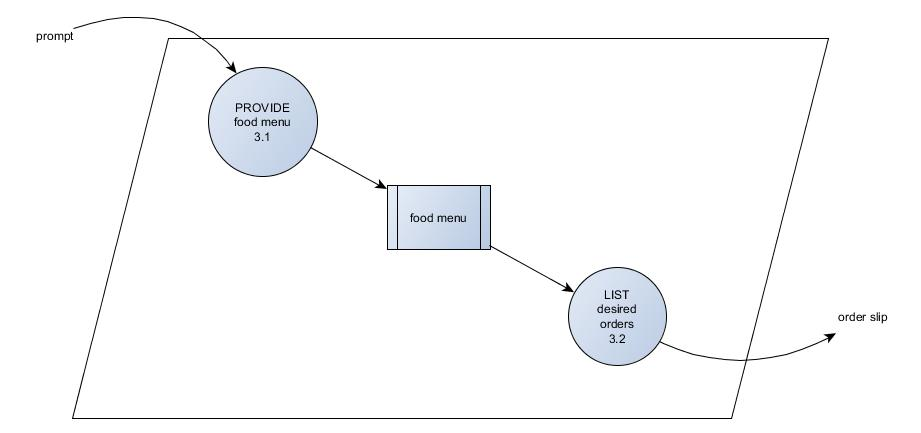 prompt
PROVIDE
food menu
3.1
food menu
LIST
desired
orders
3.2
order slip